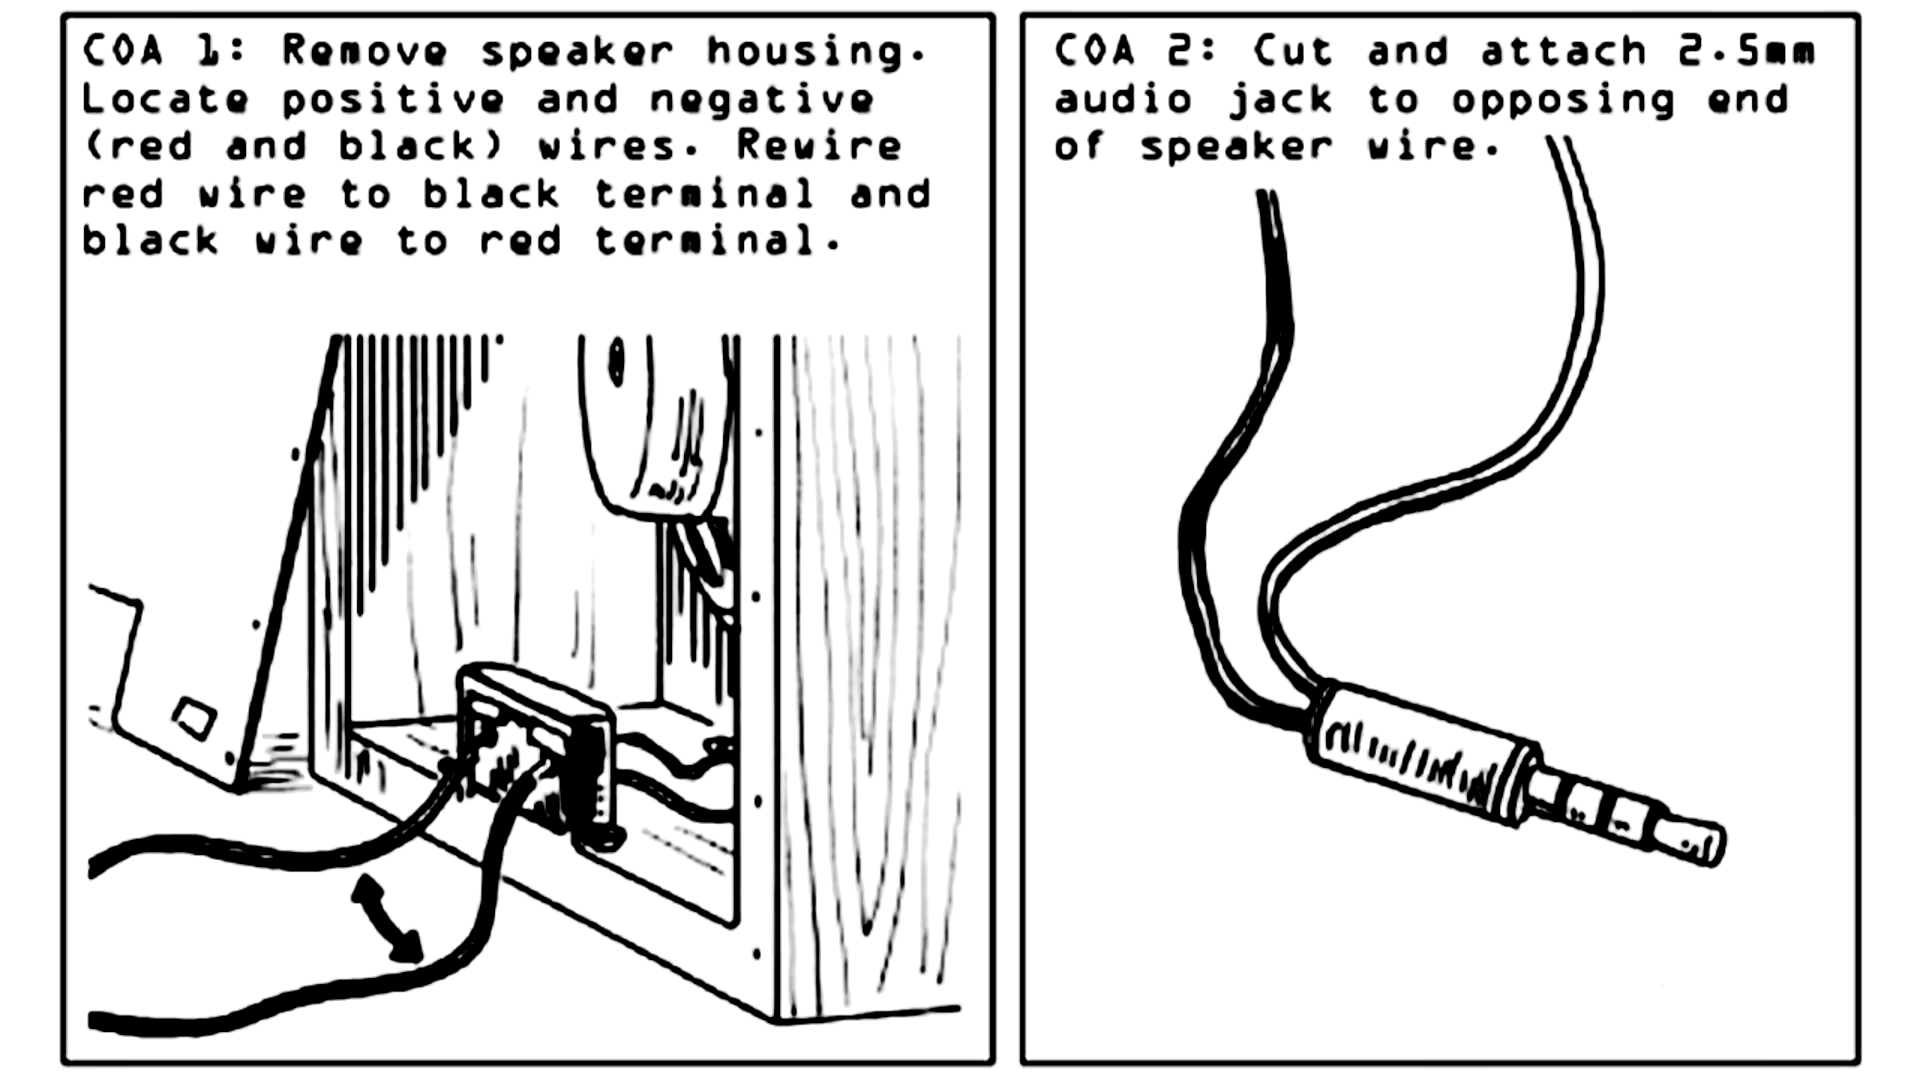 COA 1: Remove speaker housing.
Locate positive and negative
(red and black) wires. Rewire
red wire to black terminal and
black wire to red terminal.
COA 2: Cut and attach 2.5mm
audio jack to opposing end
of speaker wire.